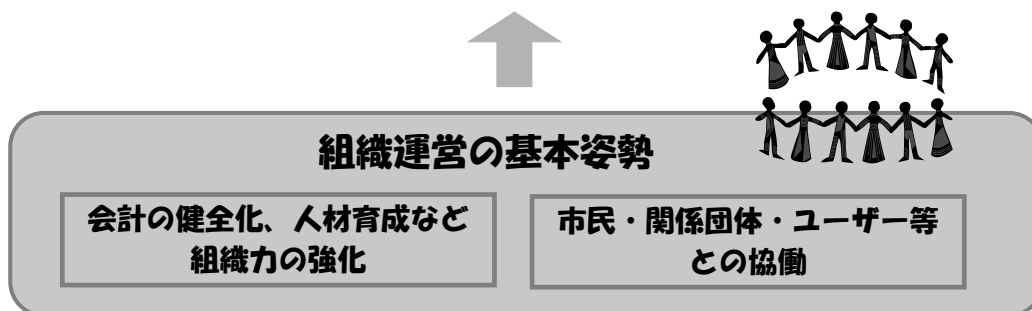 組織運営の基本姿勢
会計の健全化、人材育成など
組織力の強化
市民・関係団体・ユーザー等
との協働